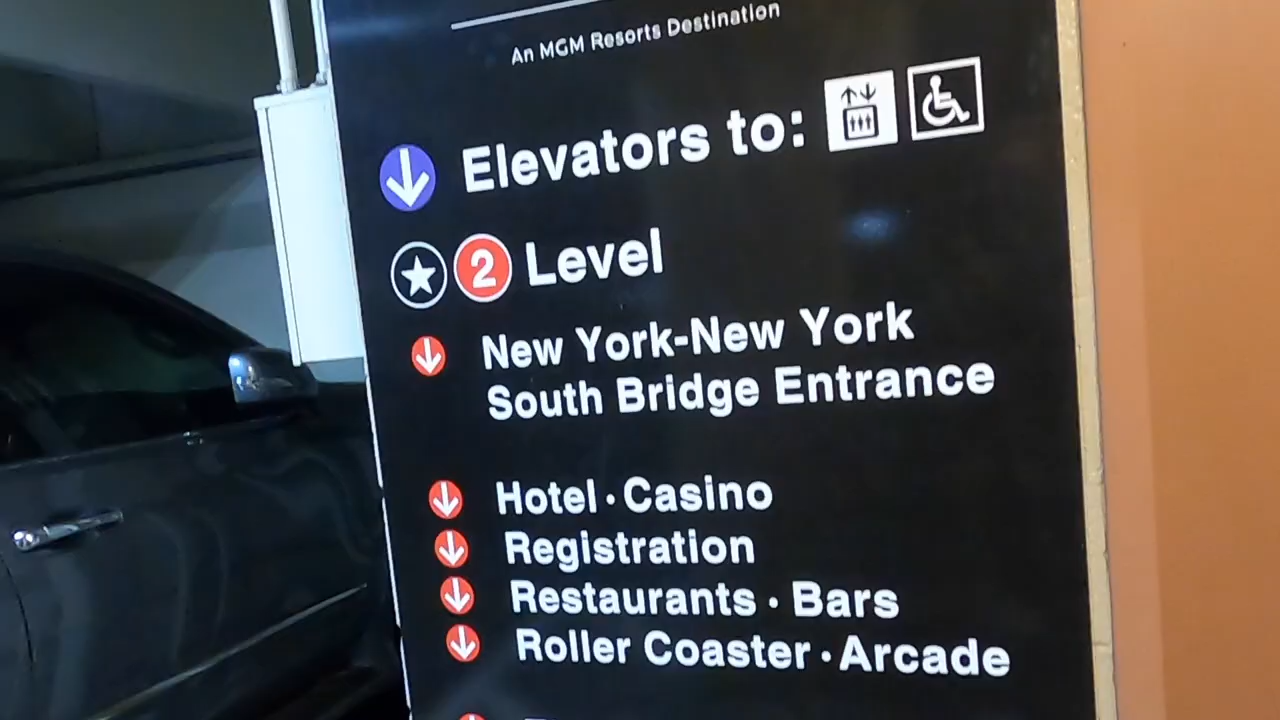 An MGM Resorts Destination
Elevators to:
2 Level
New York-New York
South Bridge Entrance
Hotel · Casino
Registration
Restaurants · Bars
Roller Coaster · Arcade